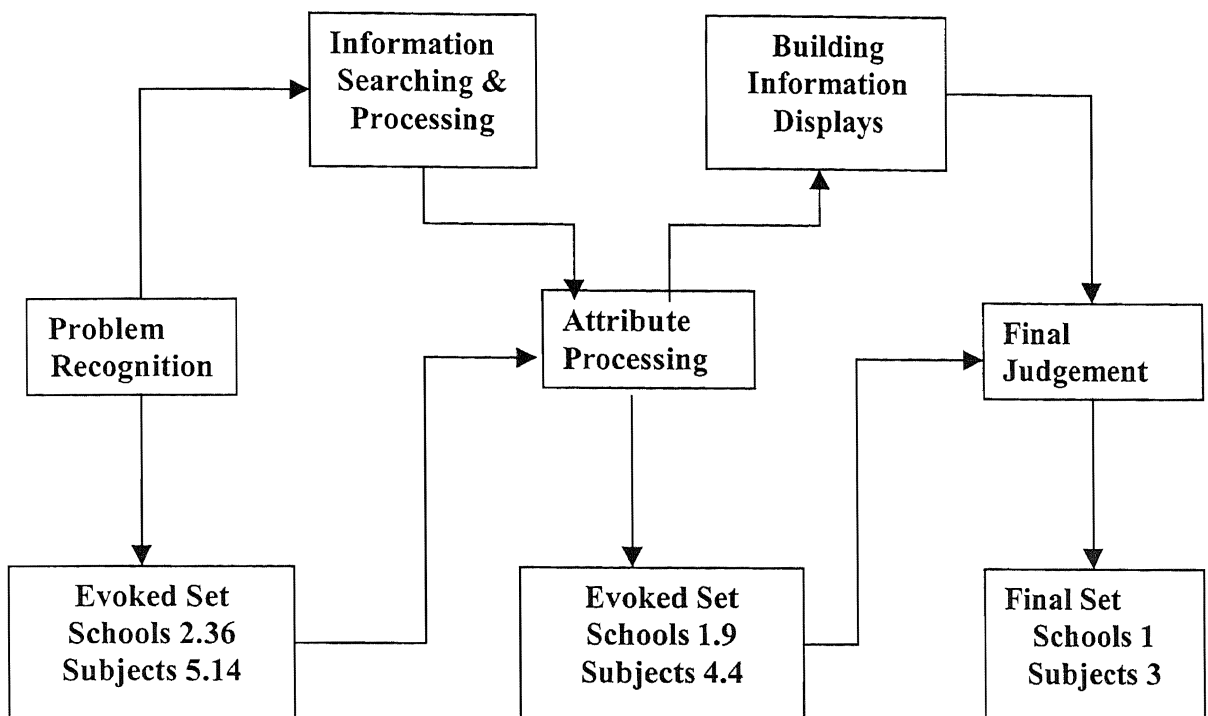 Information
Searching &
Processing
Building
Information
Displays
Problem
Recognition
Attribute
Processing
Final
Judgement
Evoked Set
Schools 2.36
Subjects 5.14
Evoked Set
Schools 1.9
Subjects 4.4
Final Set
Schools 1
Subjects 3